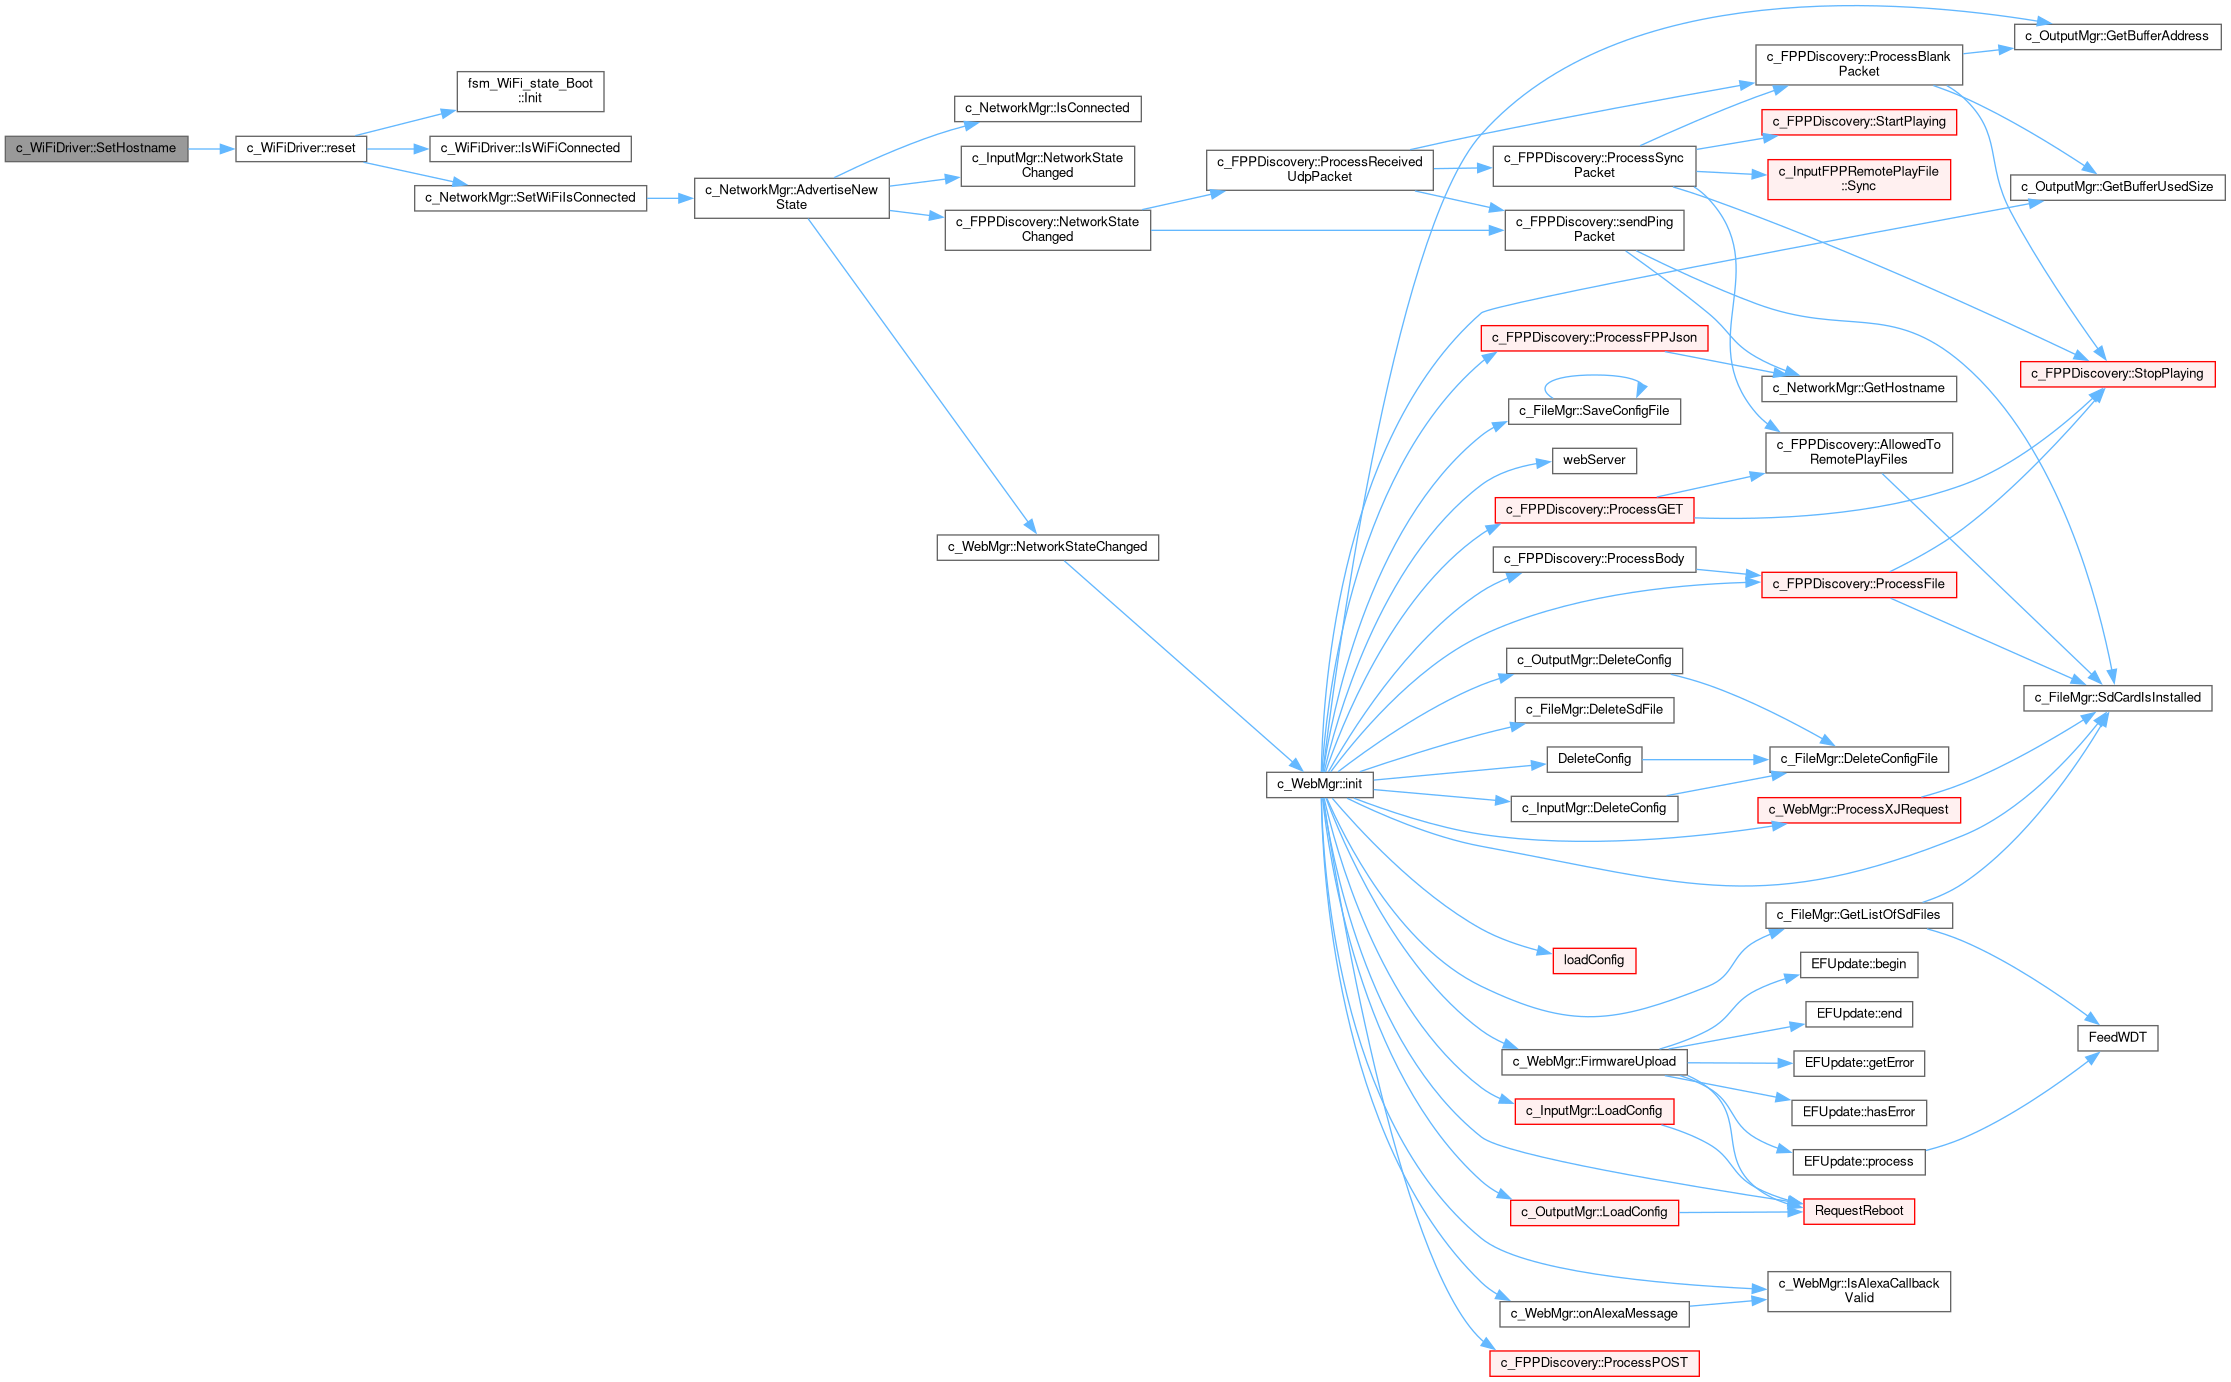 c_WiFiDriver::SetHostname
c_WiFiDriver::reset
fsm_WiFi_state_Boot
::Init
c_WiFiDriver::IsWiFiConnected
c_NetworkMgr::SetWiFiIsConnected
c_NetworkMgr::AdvertiseNew
State
c_NetworkMgr::IsConnected
c_InputMgr::NetworkState
Changed
c_FPPDiscovery::NetworkState
Changed
c_WebMgr::NetworkStateChanged
c_FPPDiscovery::ProcessReceived
UdpPacket
c_WebMgr::init
c_FPPDiscovery::ProcessSync
Packet
c_FPPDiscovery::sendPing
Packet
c_FPPDiscovery::ProcessFPPJson
c_FileMgr::SaveConfigFile
webServer
c_FPPDiscovery::ProcessGET
c_FPPDiscovery::ProcessBody
c_OutputMgr::DeleteConfig
c_FileMgr::DeleteSdFile
DeleteConfig
c_InputMgr::DeleteConfig
loadConfig
c_WebMgr::FirmwareUpload
c_InputMgr::LoadConfig
c_OutputMgr::LoadConfig
c_WebMgr::onAlexaMessage
c_FPPDiscovery::ProcessPOST
c_FPPDiscovery::ProcessBlank
Packet
c_FPPDiscovery::StartPlaying
c_InputFPPRemotePlayFile
::Sync
c_NetworkMgr::GetHostname
c_FPPDiscovery::AllowedTo
RemotePlayFiles
c_FPPDiscovery::ProcessFile
c_FileMgr::DeleteConfigFile
c_WebMgr::ProcessXJRequest
c_FileMgr::GetListOfSdFiles
EFUpdate::begin
EFUpdate::end
EFUpdate::getError
EFUpdate::hasError
EFUpdate::process
RequestReboot
c_WebMgr::IsAlexaCallback
Valid
c_OutputMgr::GetBufferAddress
c_OutputMgr::GetBufferUsedSize
c_FPPDiscovery::StopPlaying
c_FileMgr::SdCardIsInstalled
FeedWDT